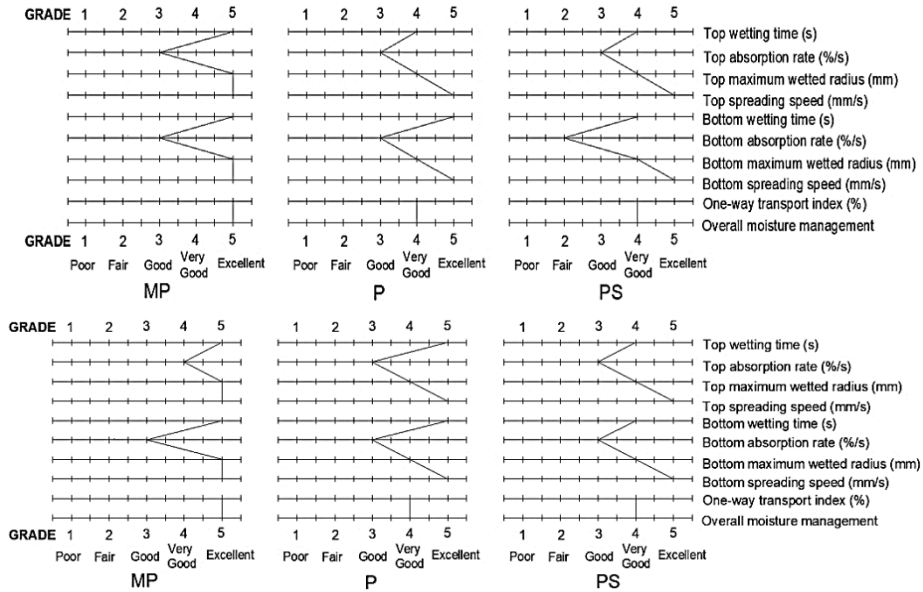 GRADE 1 2 3 4 5 1 2 3 4 5 1 2 3 4 5
Top wetting time (s)
Top absorption rate (%/s)
Top maximum wetted radius (mm)
Top spreading speed (mm/s)
Bottom wetting time (s)
Bottom absorption rate (%/s)
Bottom maximum wetted radius (mm)
Bottom spreading speed (mm/s)
One-way transport index (%)
Overall moisture management
GRADE 1 2 3 4 5 1 2 3 4 5 1 2 3 4 5
Poor Fair Good Very Good Excellent Poor Fair Good Very Good Excellent Poor Fair Good Very Good Excellent
MP P PS
GRADE 1 2 3 4 5 1 2 3 4 5 1 2 3 4 5
Top wetting time (s)
Top absorption rate (%/s)
Top maximum wetted radius (mm)
Top spreading speed (mm/s)
Bottom wetting time (s)
Bottom absorption rate (%/s)
Bottom maximum wetted radius (mm)
Bottom spreading speed (mm/s)
One-way transport index (%)
Overall moisture management
GRADE 1 2 3 4 5 1 2 3 4 5 1 2 3 4 5
Poor Fair Good Very Good Excellent Poor Fair Good Very Good Excellent Poor Fair Good Very Good Excellent
MP P PS